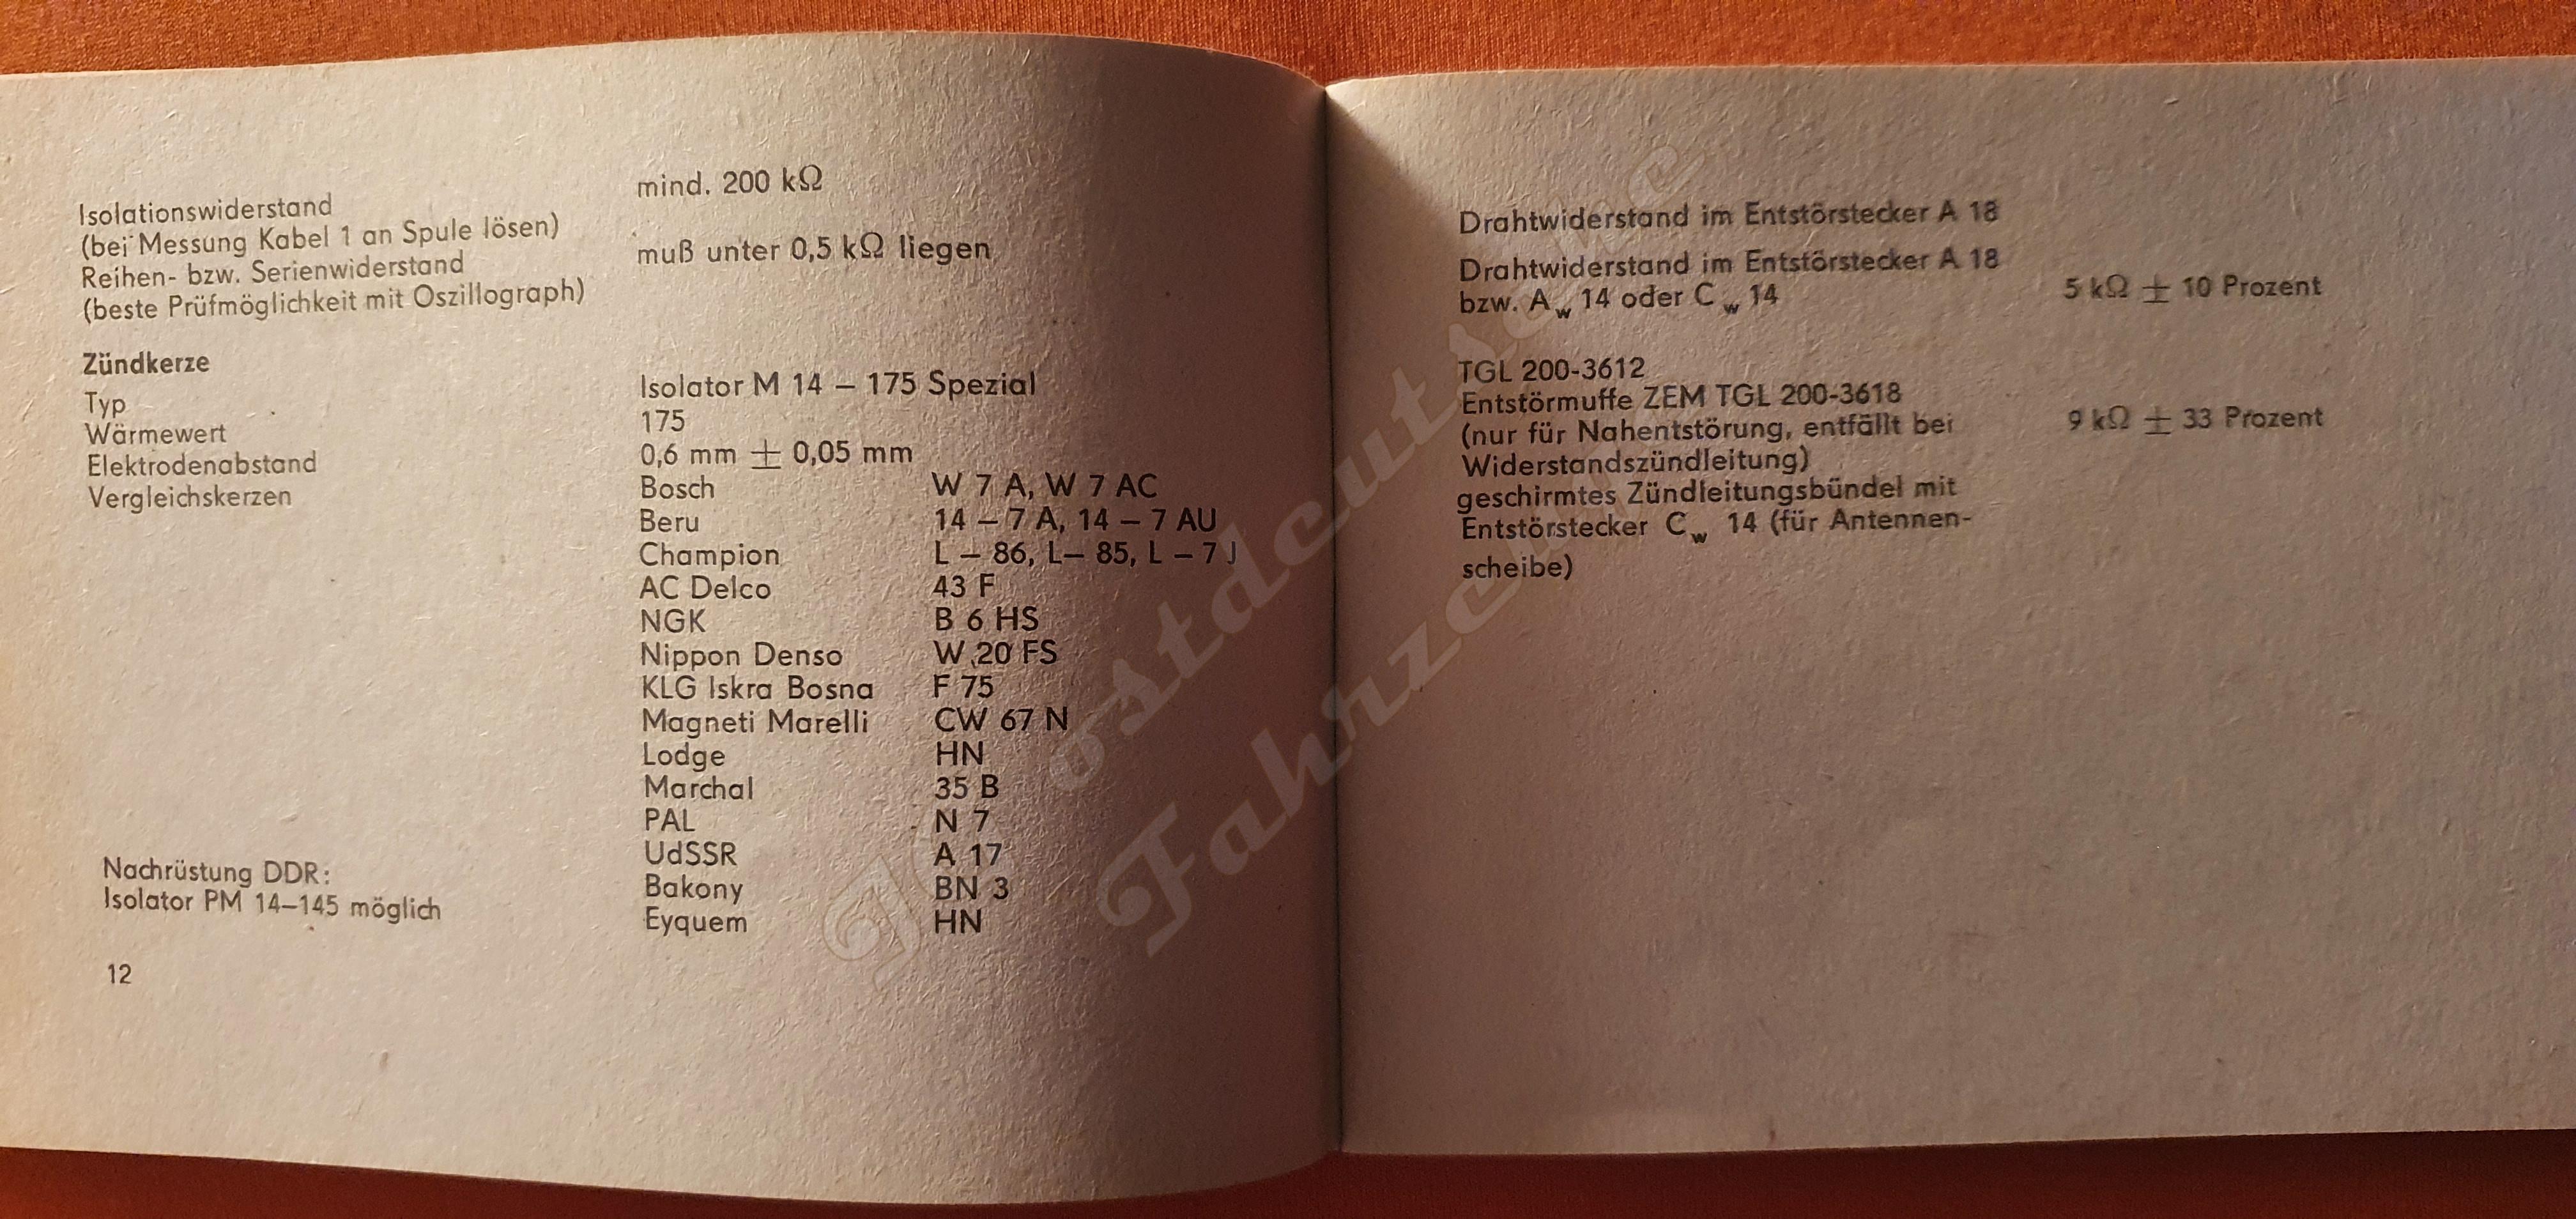 Isolationswiderstand mind. 200 kΩ
(bei Messung Kabel 1 an Spule lösen)
Reihen- bzw. Serienwiderstand muß unter 0,5 kΩ liegen
(beste Prüfmöglichkeit mit Oszillograph)
Zündkerze
Typ Isolator M 14 – 175 Spezial
Wärmewert 175
Elektrodenabstand 0,6 mm ± 0,05 mm
Vergleichskerzen Bosch W 7 A, W 7 AC
Beru 14 – 7 A, 14 – 7 AU
Champion L – 86, L– 85, L – 7 J
AC Delco 43 F
NGK B 6 HS
Nippon Denso W 20 FS
KLG Iskra Bosna F 75
Magneti Marelli CW 67 N
Lodge HN
Marchal 35 B
PAL N 7
UdSSR A 17
Bakony BN 3
Eyquem HN
Nachrüstung DDR:
Isolator PM 14–145 möglich
12
Drahtwiderstand im Entstörstecker A 18
Drahtwiderstand im Entstörstecker A 18
bzw. A w 14 oder C w 14 5 kΩ ± 10 Prozent
TGL 200-3612
Entstörmuffe ZEM TGL 200-3618
(nur für Nahentstörung, entfällt bei 9 kΩ ± 33 Prozent
Widerstandszündleitung)
geschirmtes Zündleitungsbündel mit
Entstörstecker C w 14 (für Antennen-
scheibe)
ostdeutsche